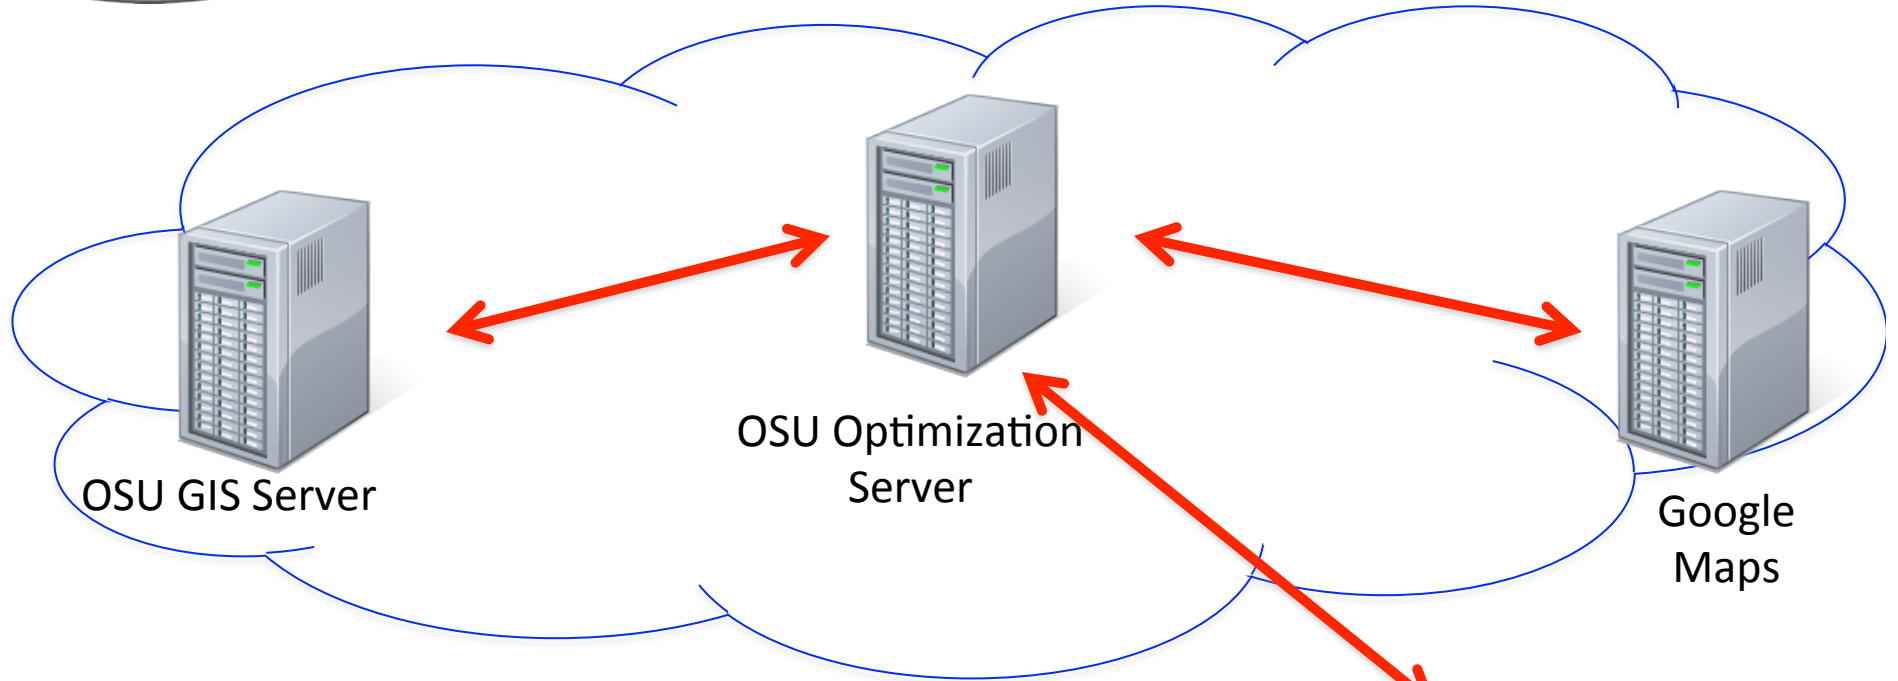 OSU GIS Server
OSU Optimization
Server
Google
Maps